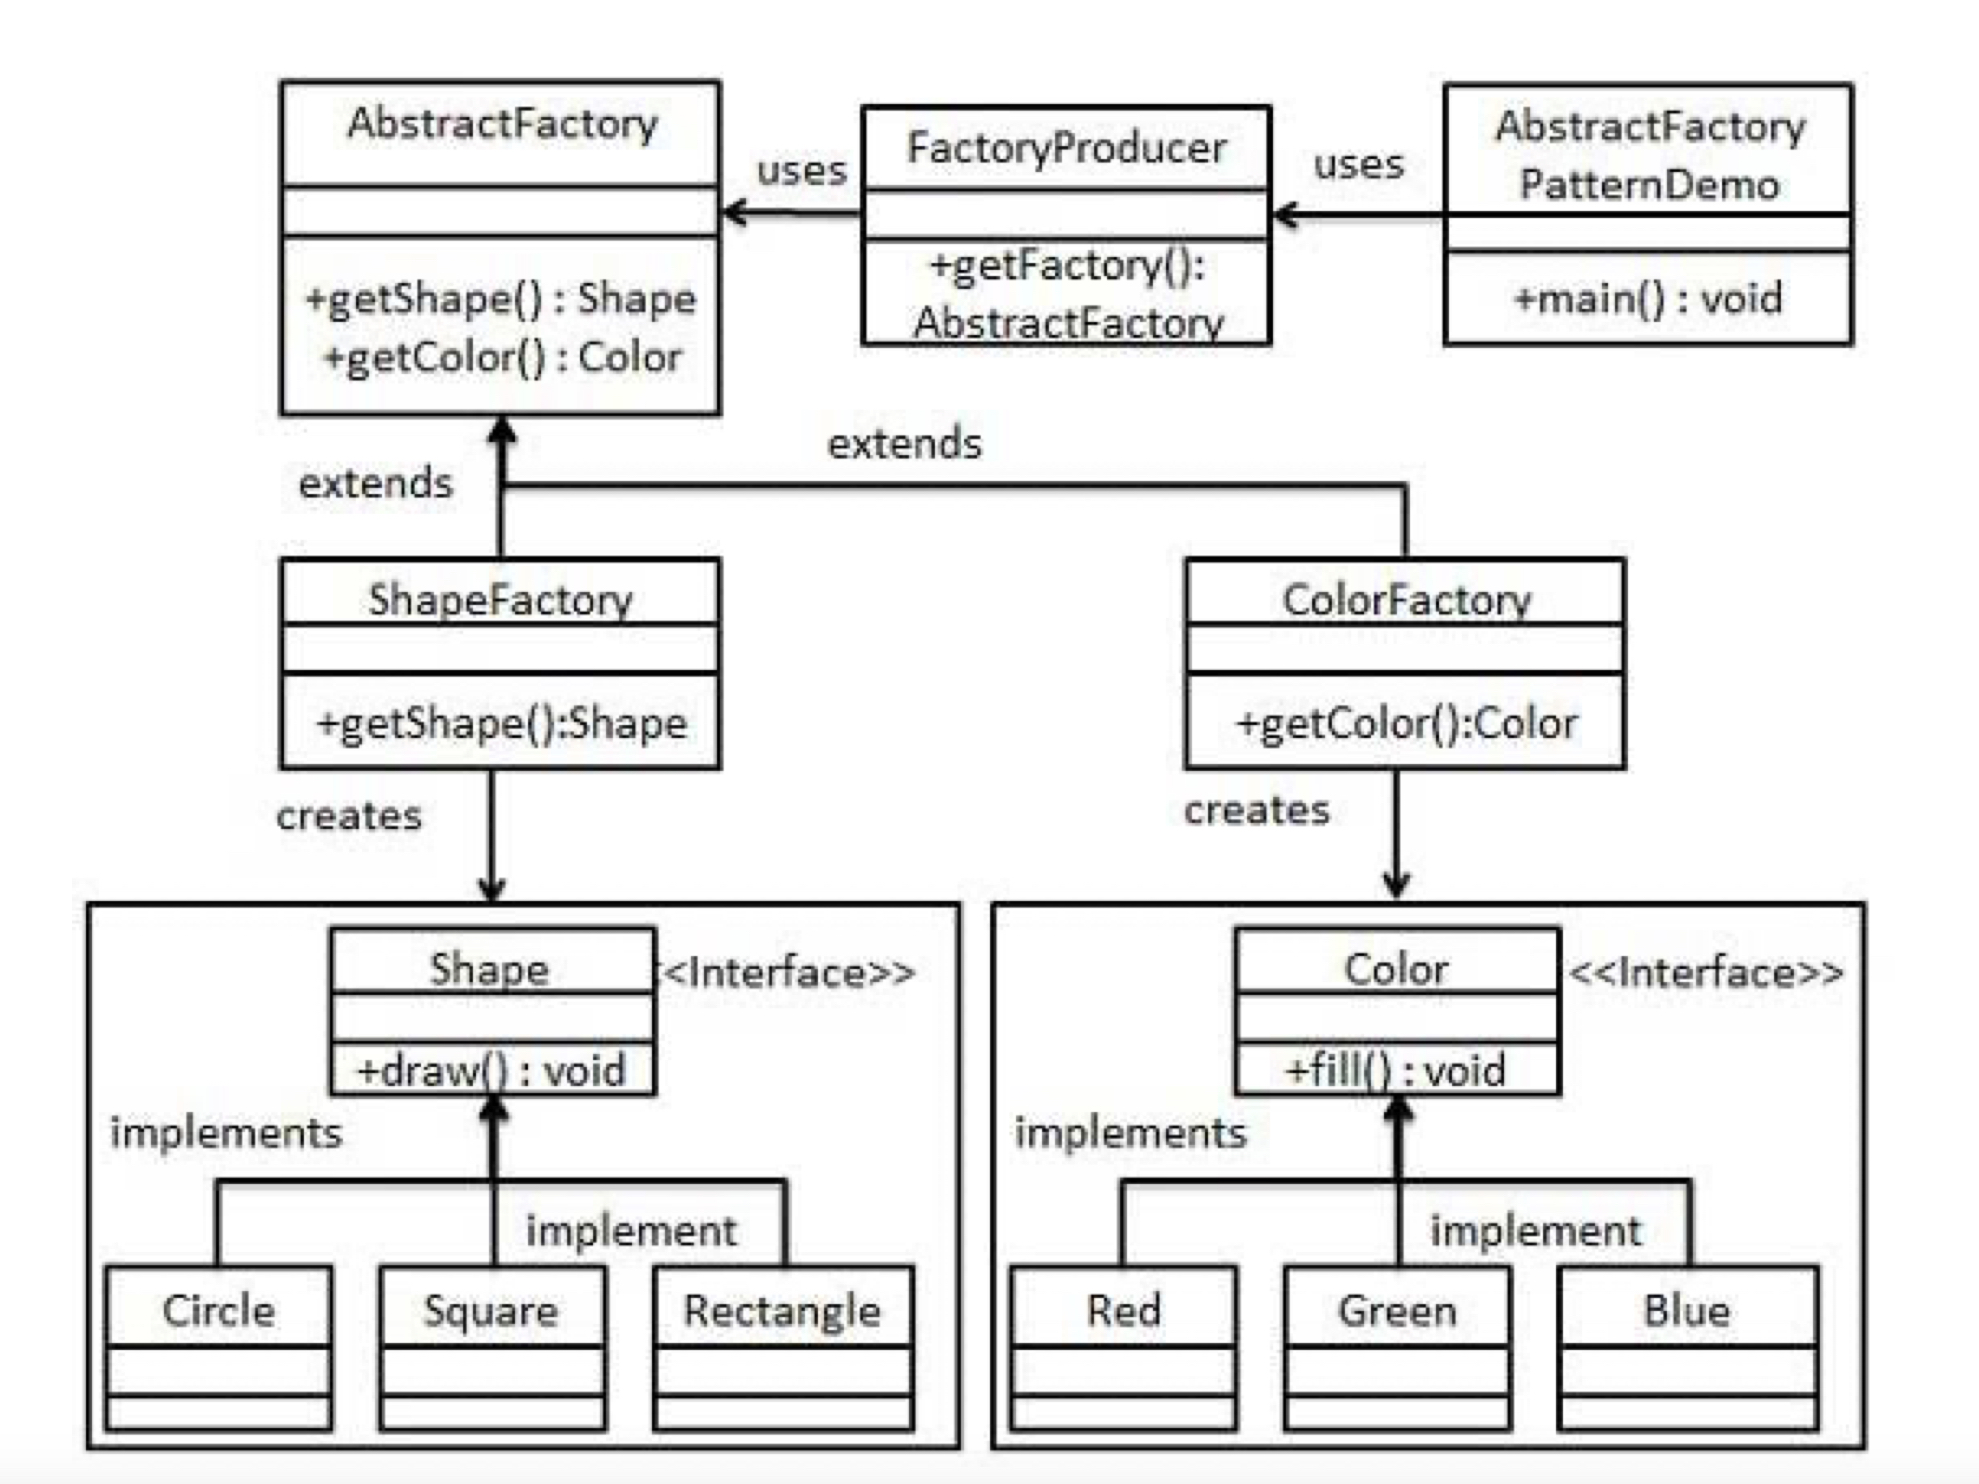 AbstractFactory
+getShape() : Shape
+getColor() : Color
uses
FactoryProducer
+getFactory():
AbstractFactory
uses
AbstractFactory
PatternDemo
+main() : void
extends
extends
ShapeFactory
+getShape():Shape
ColorFactory
+getColor():Color
creates
creates
Shape
<<Interface>>
+draw() : void
implements
implement
Circle
Square
Rectangle
Color
<<Interface>>
+fill() : void
implements
implement
Red
Green
Blue